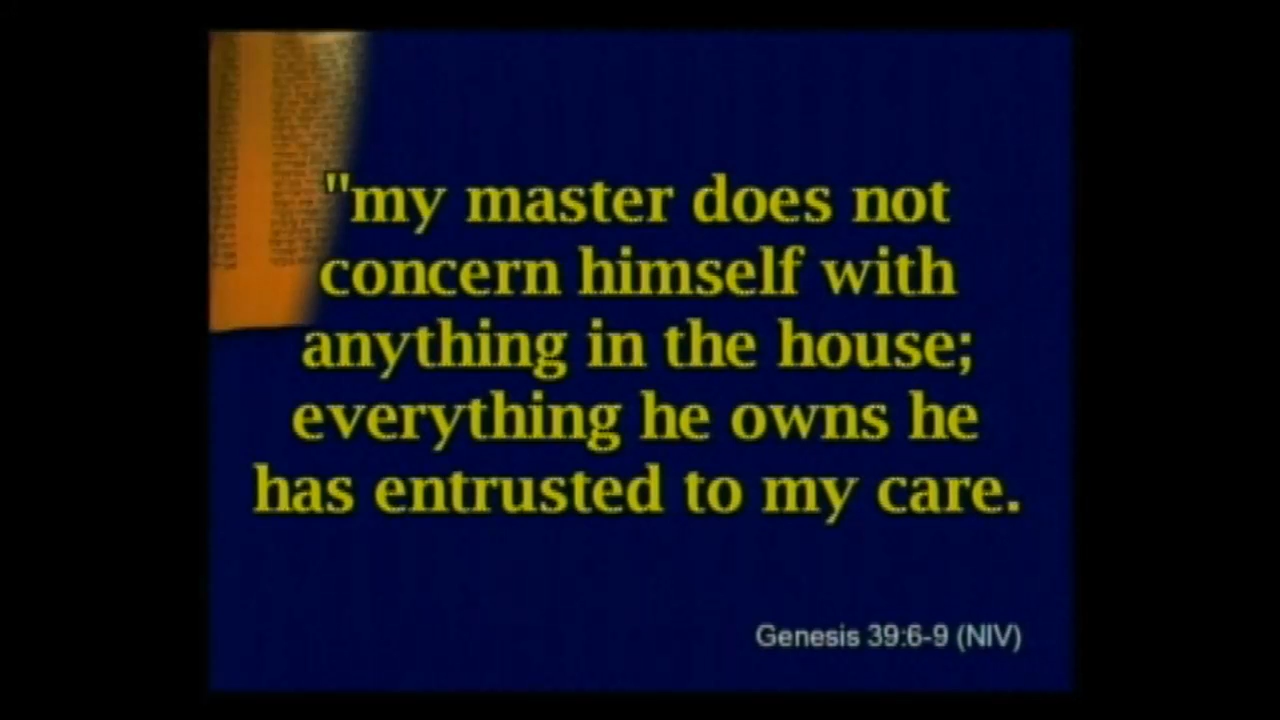 "my master does not
concern himself with
anything in the house;
everything he owns he
has entrusted to my care.
Genesis 39:6-9 (NIV)